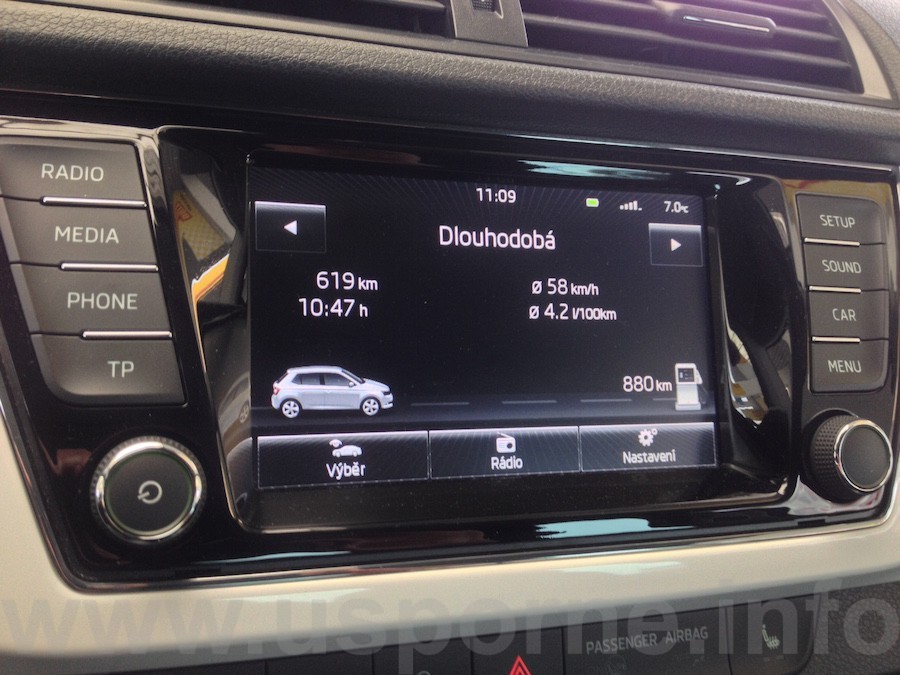 RADIO
MEDIA
PHONE
TP
11:09
7.0°C
Dlouhodobá
619 km
10:47 h
ø 58 km/h
ø 4.2 l/100km
880 km
Výběr
Rádio
Nastavení
SETUP
SOUND
CAR
MENU
www.usporne.info
PASSENGER AIRBAG